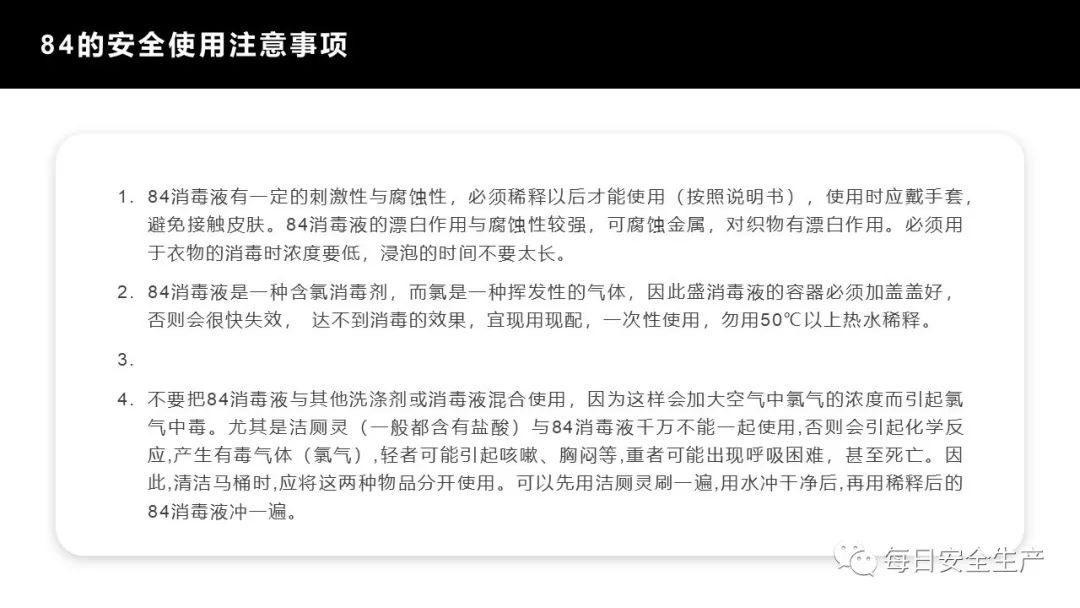 84的安全使用注意事项
1. 84消毒液有一定的刺激性与腐蚀性，必须稀释以后才能使用（按照说明书），使用时应戴手套，
避免接触皮肤。84消毒液的漂白作用与腐蚀性较强，可腐蚀金属，对织物有漂白作用。必须用
于衣物的消毒时浓度要低，浸泡的时间不要太长。
2. 84消毒液是一种含氯消毒剂，而氯是一种挥发性的气体，因此盛消毒液的容器必须加盖盖好，
否则会很快失效， 达不到消毒的效果，宜现用现配，一次性使用，勿用50℃以上热水稀释。
3.
4. 不要把84消毒液与其他洗涤剂或消毒液混合使用，因为这样会加大空气中氯气的浓度而引起氯
气中毒。尤其是洁厕灵（一般都含有盐酸）与84消毒液千万不能一起使用,否则会引起化学反
应,产生有毒气体（氯气）,轻者可能引起咳嗽、胸闷等,重者可能出现呼吸困难，甚至死亡。因
此,清洁马桶时,应将这两种物品分开使用。可以先用洁厕灵刷一遍,用水冲干净后,再用稀释后的
84消毒液冲一遍。
每日安全生产